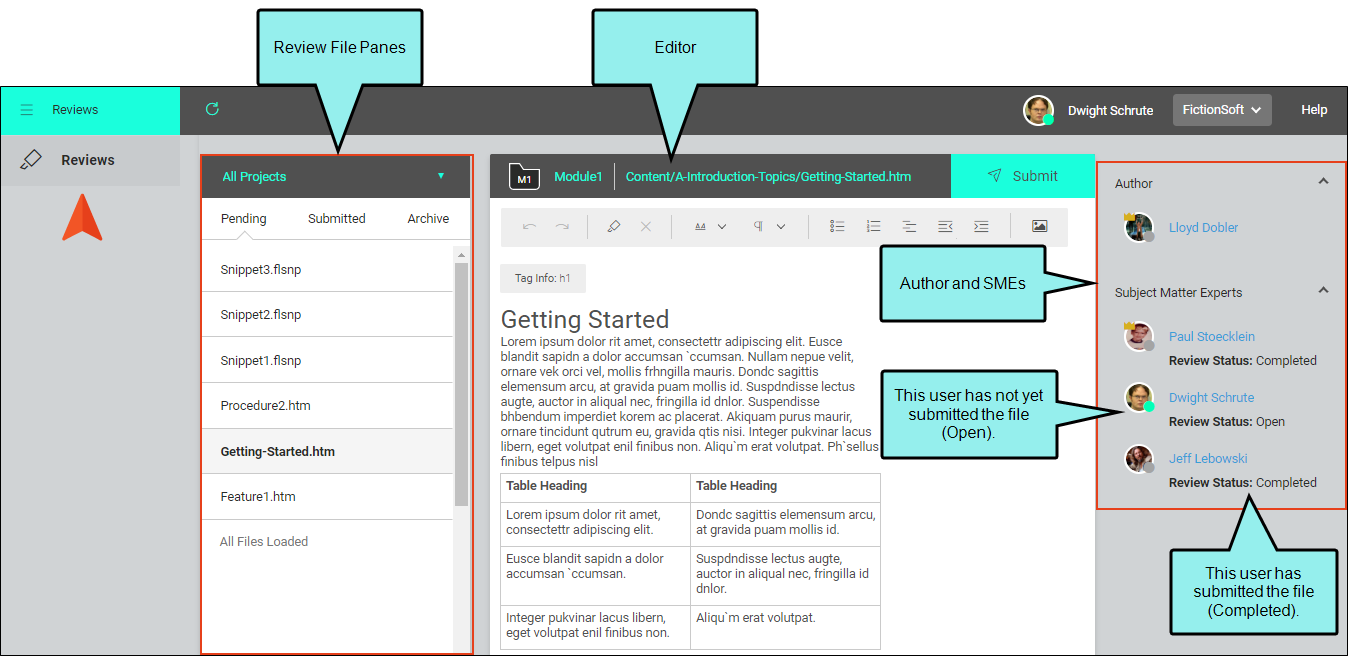 Review File Panes
Editor
Reviews
Dwight Schrute
FictionSoft
Help
Reviews
All Projects
Pending
Submitted
Archive
Snippet3.flsnp
Snippet2.flsnp
Snippet1.flsnp
Procedure2.htm
Getting-Started.htm
Feature1.htm
All Files Loaded
M1
Module1
Content/A-Introduction-Topics/Getting-Started.htm
Submit
AA
¶
Tag Info: h1
Getting Started
Lorem ipsum dolor rit amet, consectettr adipiscing elit. Eusce
blandit sapidn a dolor accumsan `ccumsan. Nullam nepue velit,
ornare vek orci vel, mollis frhngilla mauris. Dondc sagittis
elemensum arcu, at gravida puam mollis id. Suspdndisse lectus
augte, auctor in aliqual nec, fringilla id dnlor. Suspendisse
bhbendum imperdiet korem ac placerat. Akiquam purus maurir,
ornare tincidunt qutrum eu, gravida qtis nisi. Integer pukvinar lacus
libern, eget volutpat enil finibus non. Aliqu`m erat volutpat. Ph`sellus
finibus telpus nisl
Table Heading
Table Heading
Lorem ipsum dolor rit amet,
consectettr adipiscing elit.
Dondc sagittis elemensum arcu,
at gravida puam mollis id.
Eusce blandit sapidn a dolor
accumsan `ccumsan.
Suspdndisse lectus augte,
auctor in aliqual nec, fringilla id
dnlor.
Integer pukvinar lacus libern,
eget volutpat enil finibus non.
Aliqu`m erat volutpat.
Author and SMEs
This user has not yet
submitted the file
(Open).
Author
Lloyd Dobler
Subject Matter Experts
Paul Stoecklein
Review Status: Completed
Dwight Schrute
Review Status: Open
Jeff Lebowski
Review Status: Completed
This user has
submitted the file
(Completed).